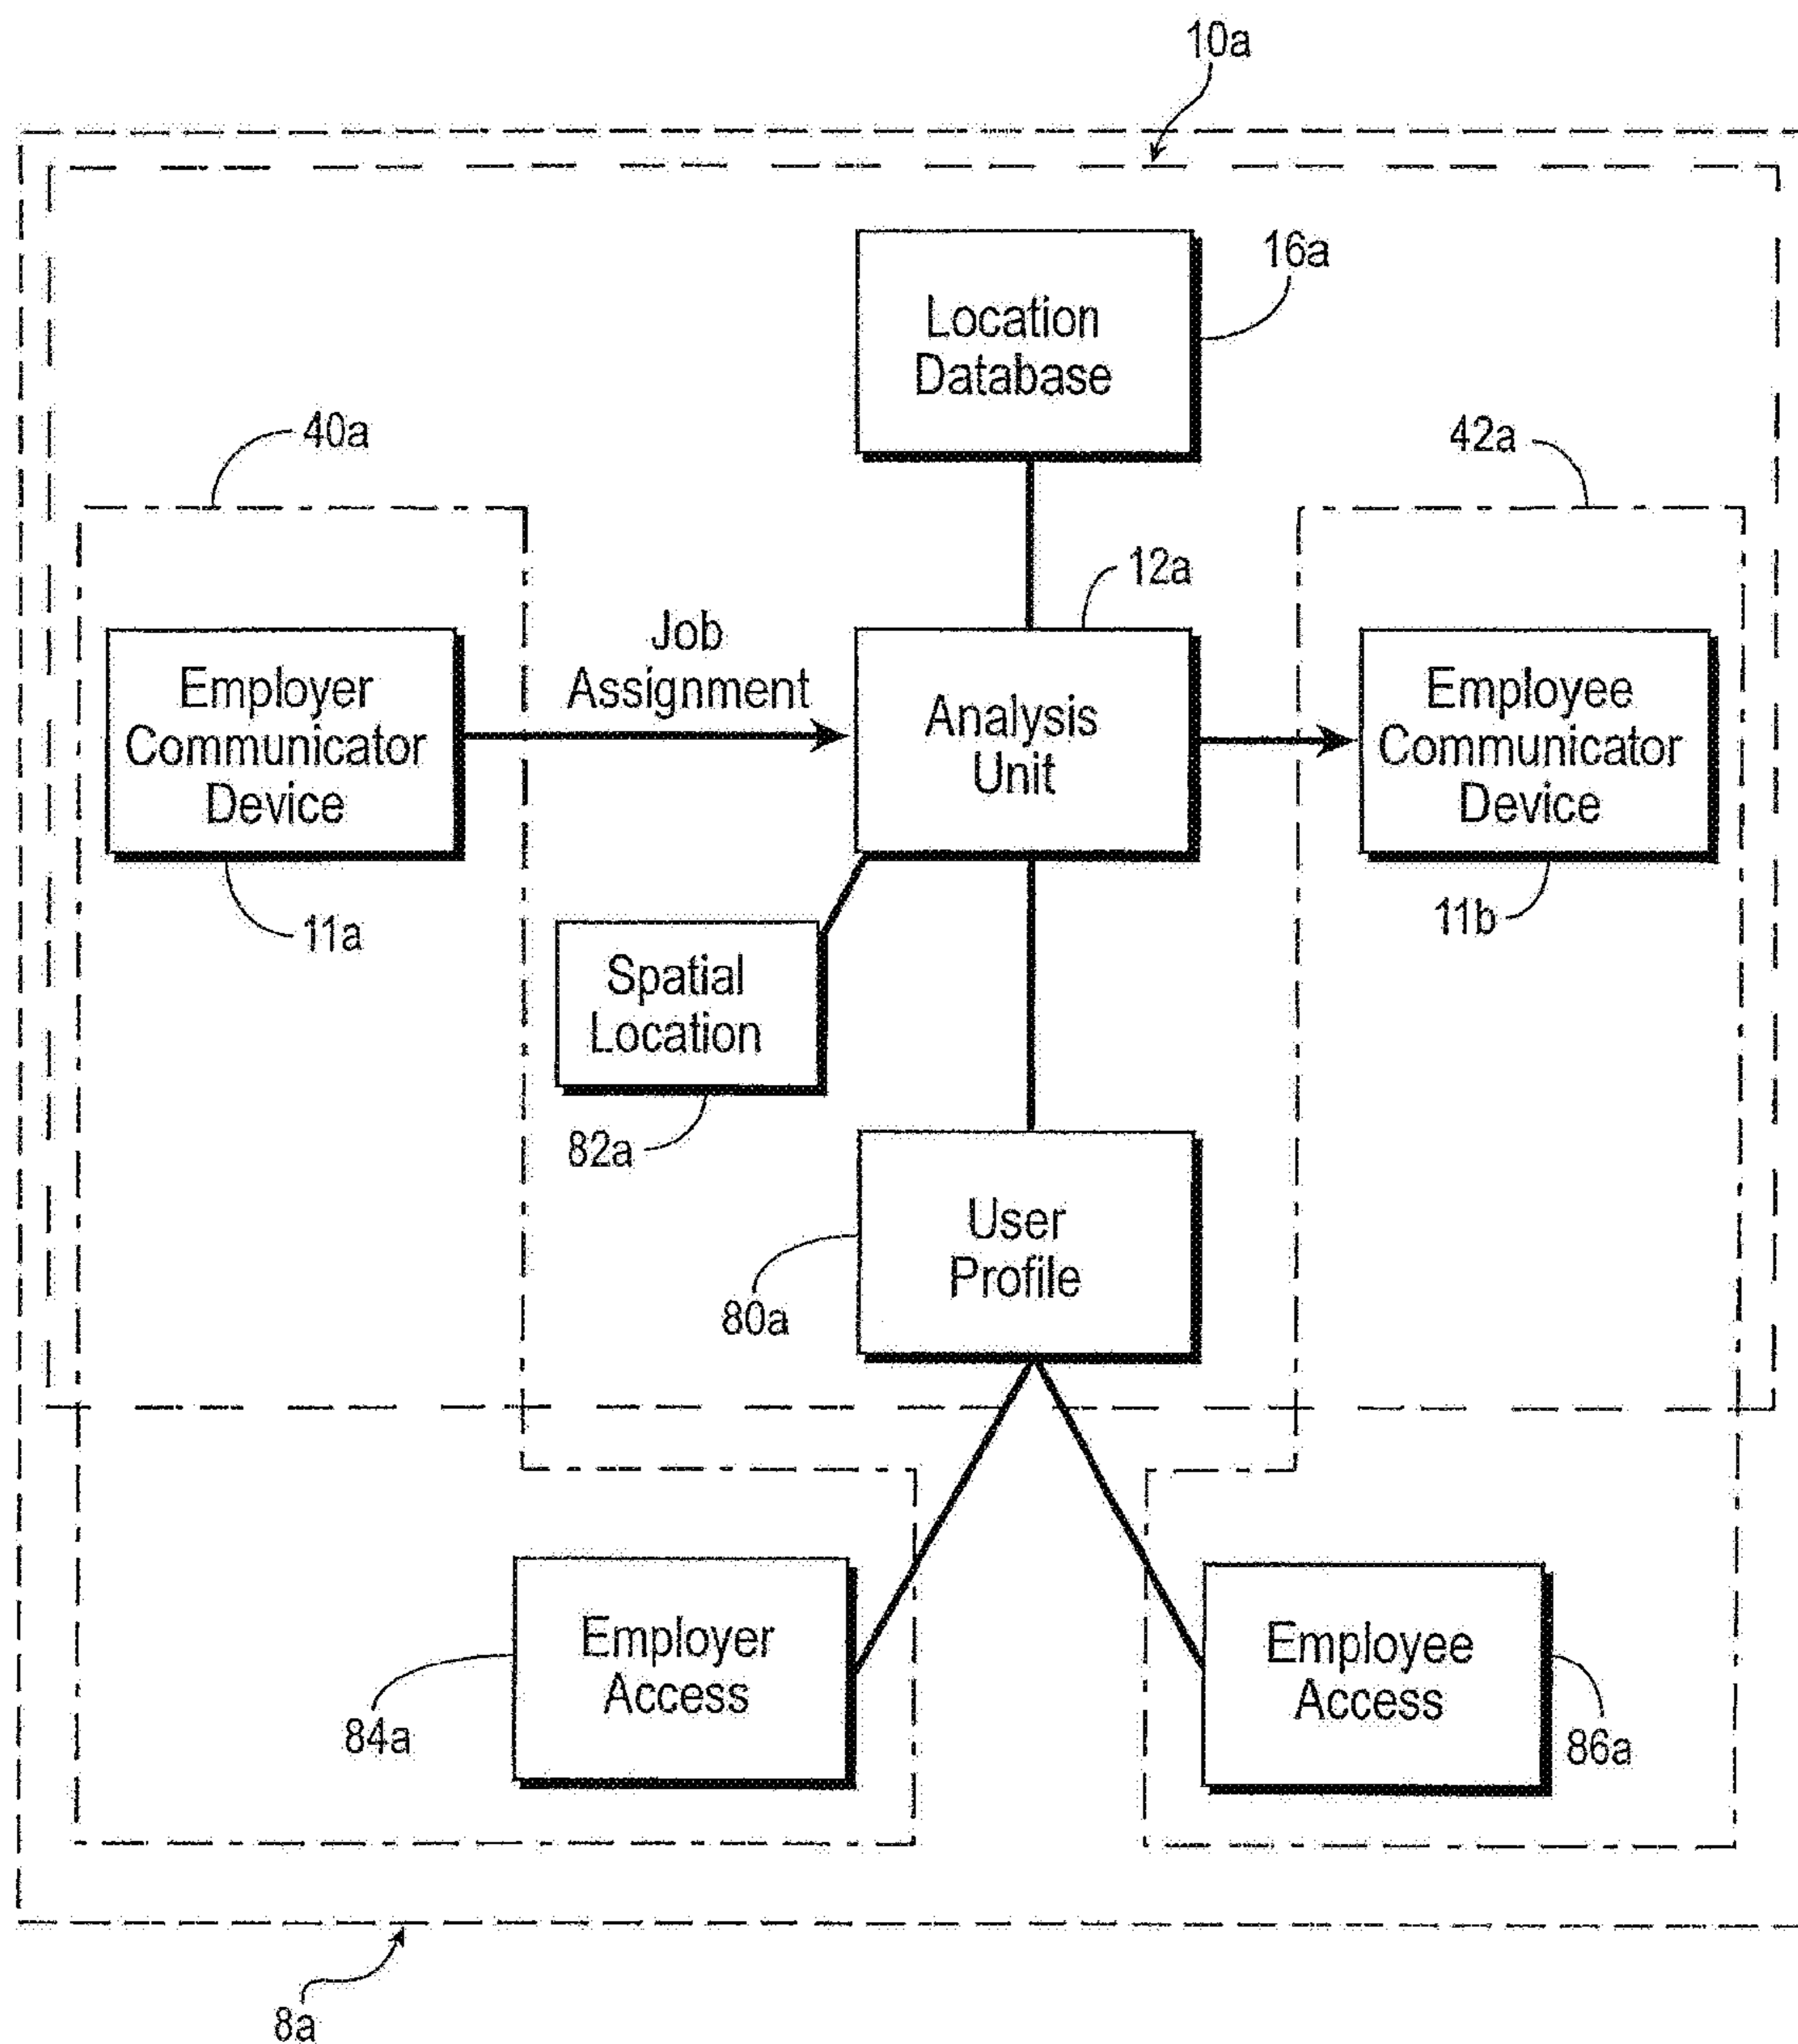 10a
Location
Database
16a
40a
42a
12a
Job
Assignment
Employer
Communicator
Device
Analysis
Unit
Employee
Communicator
Device
11a
11b
Spatial
Location
82a
User
Profile
80a
Employer
Access
84a
Employee
Access
86a
8a